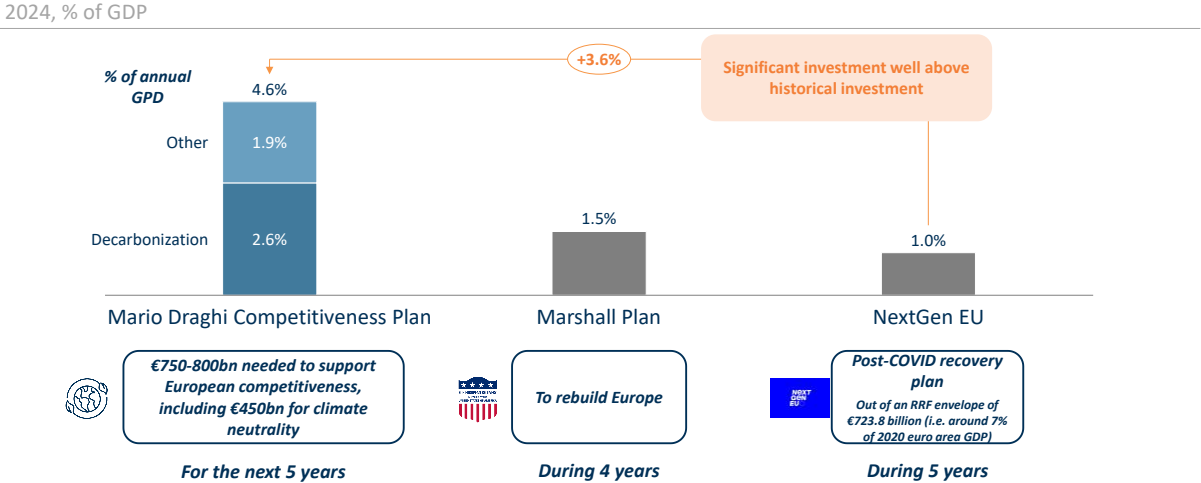 2024, % of GDP
+3.6%
Significant investment well above
historical investment
% of annual
GPD
4.6%
Other
1.9%
Decarbonization
2.6%
1.5%
1.0%
Mario Draghi Competitiveness Plan
Marshall Plan
NextGen EU
€750-800bn needed to support
European competitiveness,
including €450bn for climate
neutrality
To rebuild Europe
NEXT
GEN
EU
Post-COVID recovery
plan
Out of an RRF envelope of
€723.8 billion (i.e. around 7%
of 2020 euro area GDP)
For the next 5 years
During 4 years
During 5 years